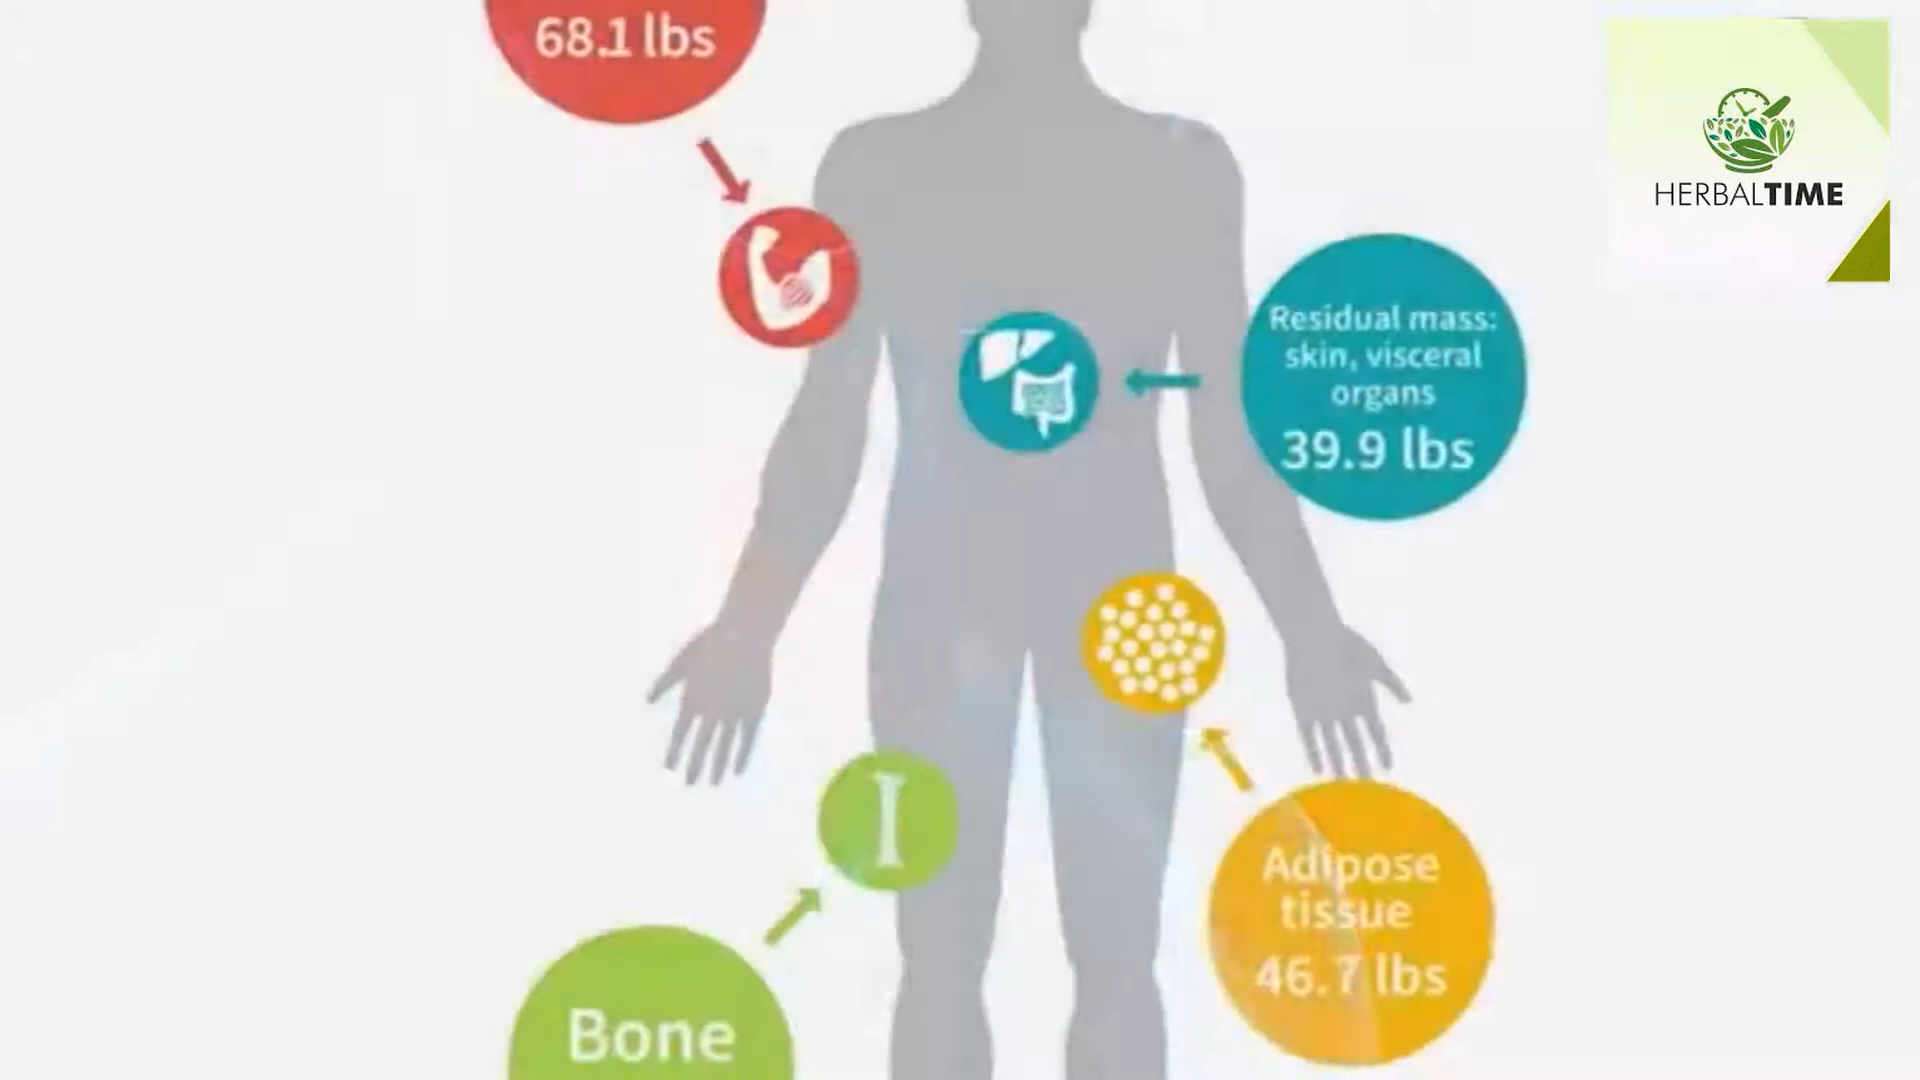 68.1 lbs
HERBALTIME
Residual mass:
skin, visceral
organs
39.9 lbs
Adipose
tissue
46.7 lbs
Bone